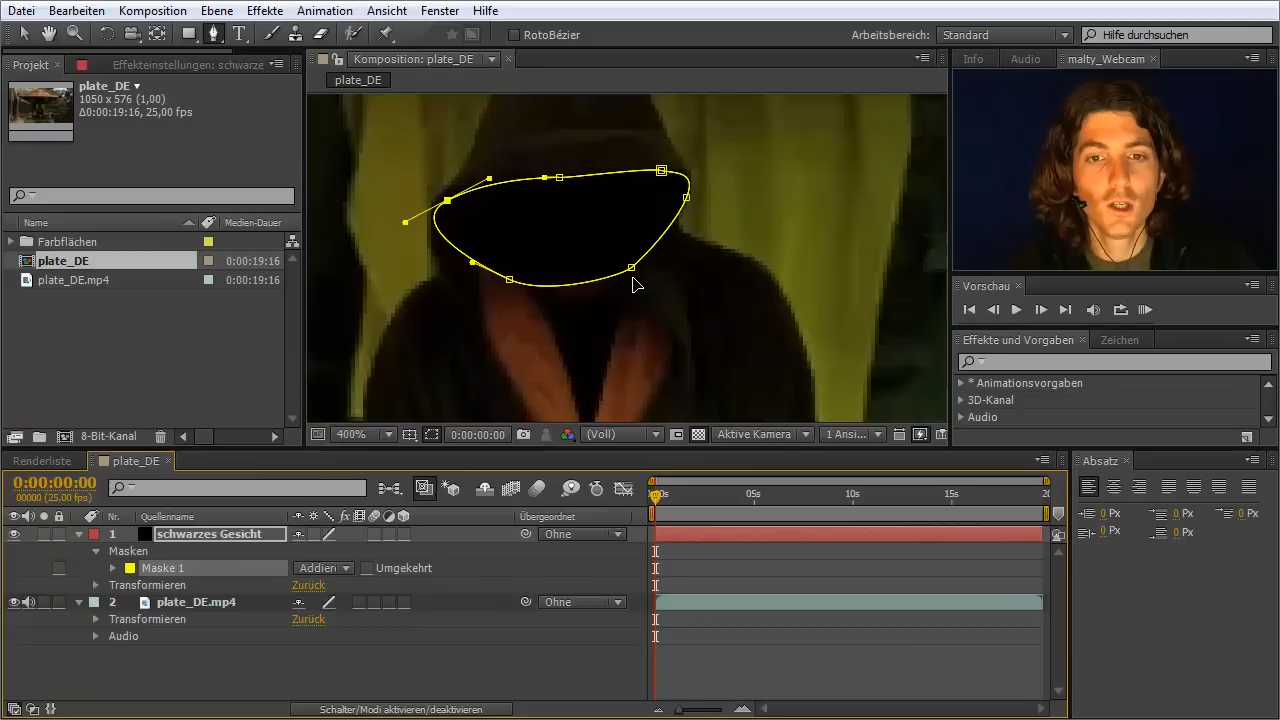 Datei Bearbeiten Komposition Ebene Effekte Animation Ansicht Fenster Hilfe
RotoBézier Arbeitsbereich: Standard Hilfe durchsuchen
Projekt Effekteinstellungen: schwarze
Komposition: plate_DE
Info Audio malty_Webcam
plate_DE
plate_DE
1050 x 576 (1,00)
Δ0:00:19:16, 25,00 fps
Name Medien-Dauer
Farbflächen
plate_DE 0:00:19:16
plate_DE.mp4 0:00:19:16
Vorschau
Effekte und Vorgaben Zeichen
* Animationsvorgaben
3D-Kanal
Audio
8-Bit-Kanal
400% 0:00:00:00 (Voll) Aktive Kamera 1 Ansi...
Renderliste plate_DE
Absatz
0:00:00:00
00000 (25.00 fps)
05s 10s 15s 20
Nr. Quellenname Übergeordnet
0 Px 0 Px 0 Px
0 Px 0 Px
1 schwarzes Gesicht Ohne
Masken
Maske 1 Addiere Umgekehrt
Transformieren Zurück
2 plate_DE.mp4 Ohne
Transformieren Zurück
Audio
Schalter/Modi aktivieren/deaktivieren